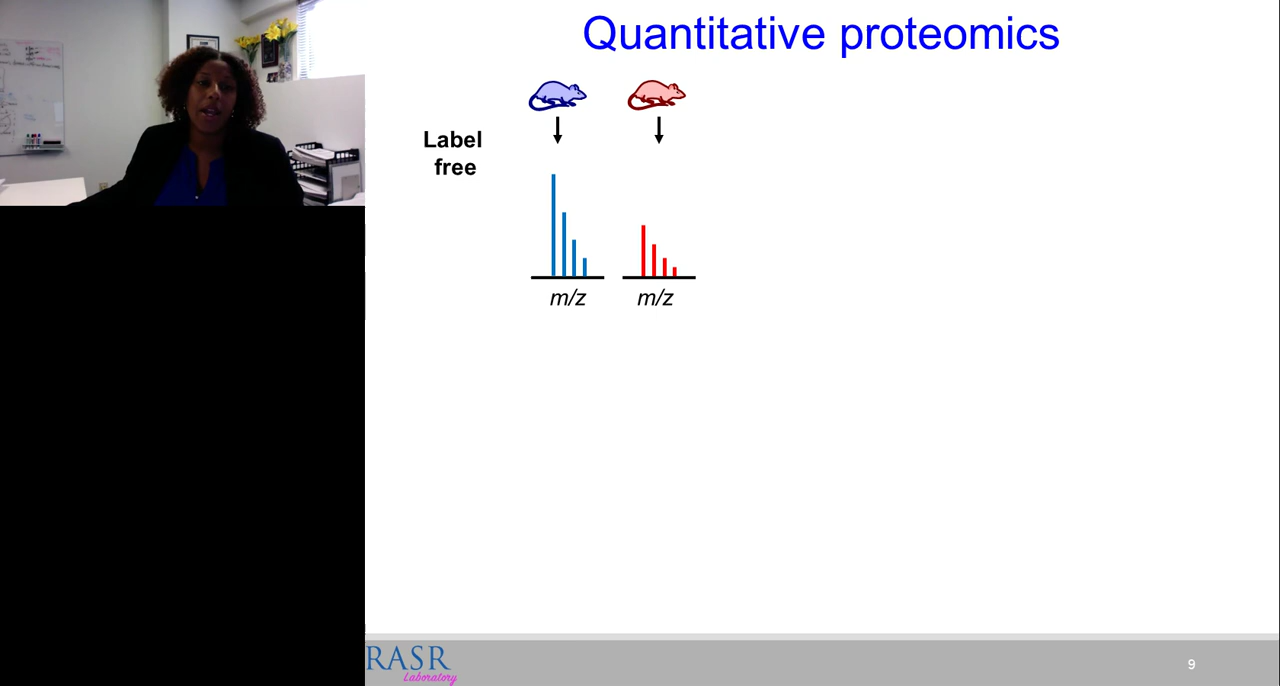 Quantitative proteomics
Label
free
m/z
m/z
RASR
Laboratory
9